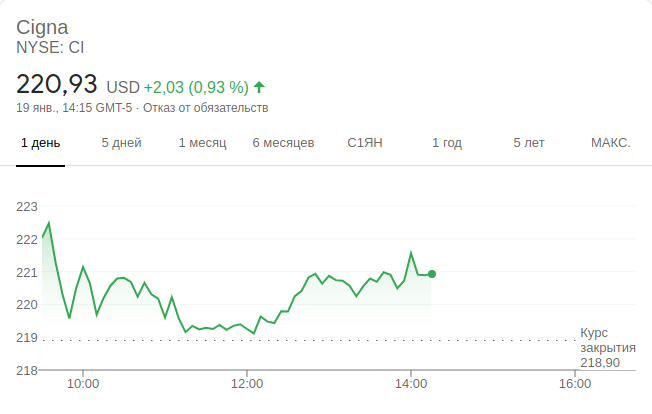 Cigna
NYSE: CI
220,93 USD +2,03 (0,93 %)
19 янв., 14:15 GMT-5 · Отказ от обязательств
1 день 5 дней 1 месяц 6 месяцев С1ЯН 1 год 5 лет МАКС.
223
222
221
220
219
218
Курс
закрытия
218,90
10:00 12:00 14:00 16:00